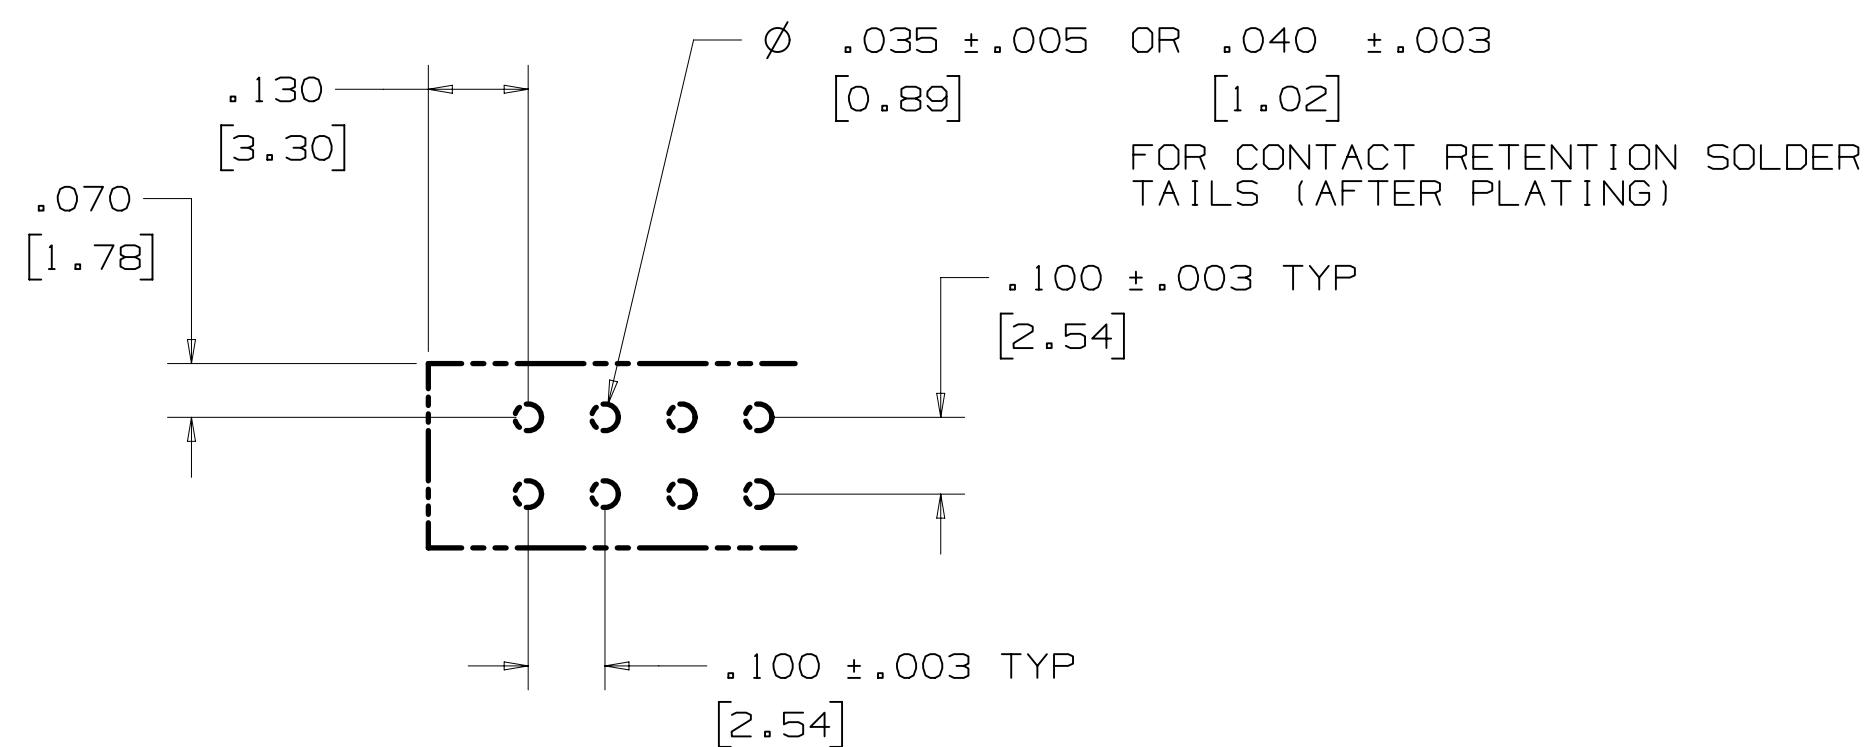 Ø .035 ±.005 OR .040 ±.003
[0.89] [1.02]
FOR CONTACT RETENTION SOLDER
TAILS (AFTER PLATING)
.130
[3.30]
.070
[1.78]
.100 ±.003 TYP
[2.54]
.100 ±.003 TYP
[2.54]